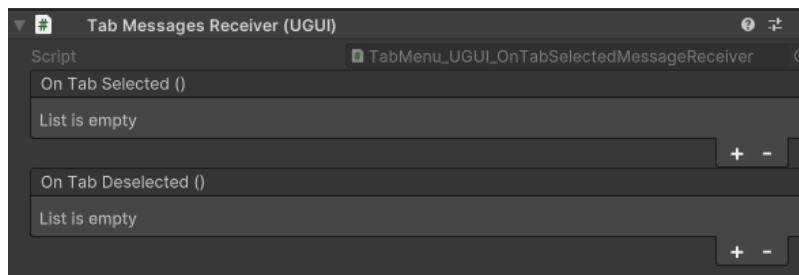 Tab Messages Receiver (UGUI)
Script TabMenu_UGUI_OnTabSelectedMessageReceiver
On Tab Selected ()
List is empty
+ -
On Tab Deselected ()
List is empty
+ -